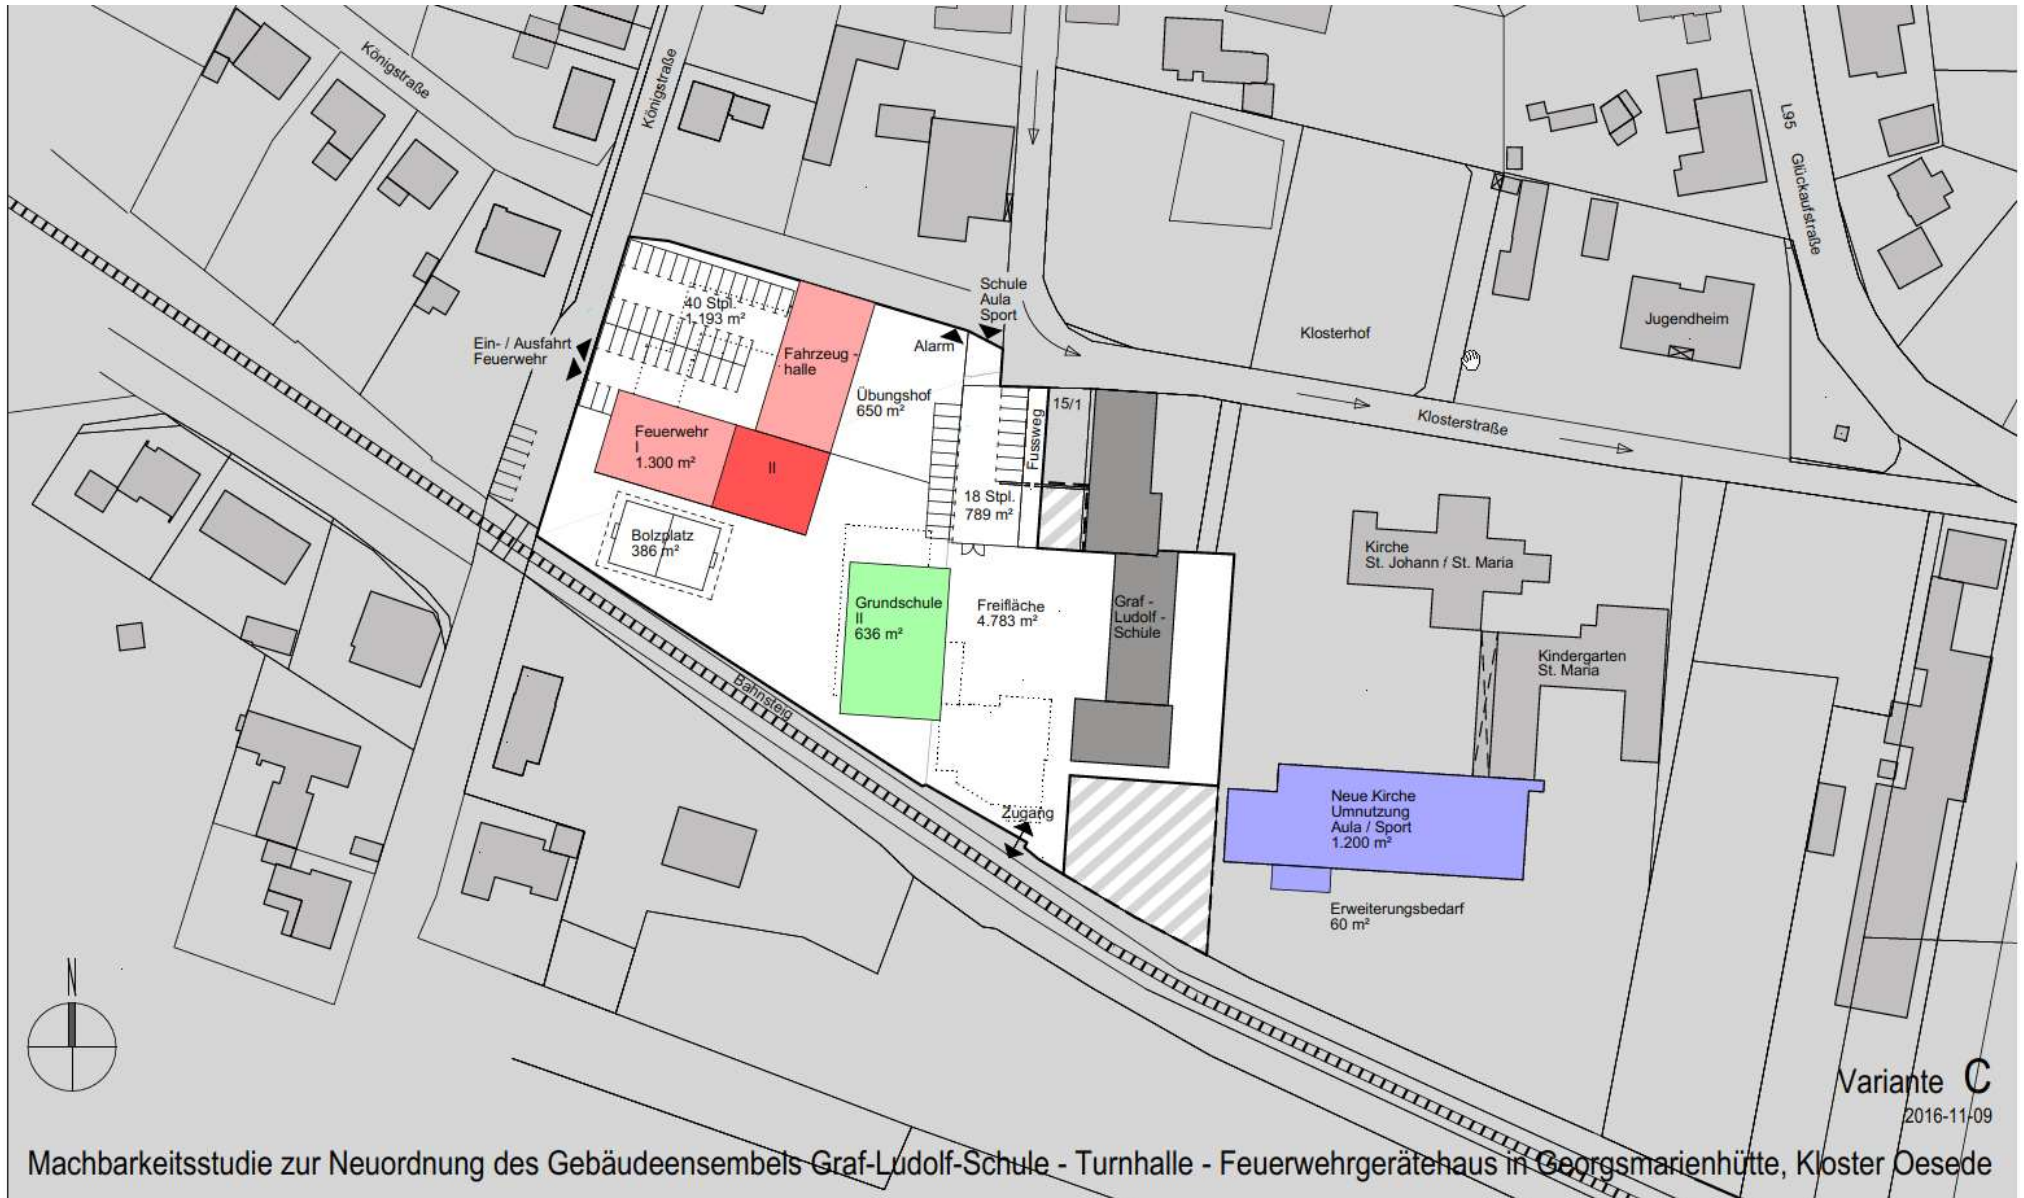 Königstraße
Königstraße
L95
Glückaufstraße
Schule
Aula
Sport
40 Stpl.
1.193 m²
Ein- / Ausfahrt
Feuerwehr
Alarm
Fahrzeug -
halle
Klosterhof
Jugendheim
Übungshof
650 m²
15/1
Fussweg
Klosterstraße
Feuerwehr
I
1.300 m²
II
18 Stpl.
789 m²
Bolzplatz
386 m²
Kirche
St. Johann / St. Maria
Grundschule
II
636 m²
Freifläche
4.783 m²
Graf -
Ludolf -
Schule
Kindergarten
St. Maria
Bahnsteig
Zugang
Neue Kirche
Umnutzung
Aula / Sport
1.200 m²
Erweiterungsbedarf
60 m²
N
Variante C
2016-11-09
Machbarkeitsstudie zur Neuordnung des Gebäudeensembels Graf-Ludolf-Schule - Turnhalle - Feuerwehrgerätehaus in Georgsmarienhütte, Kloster Oesede